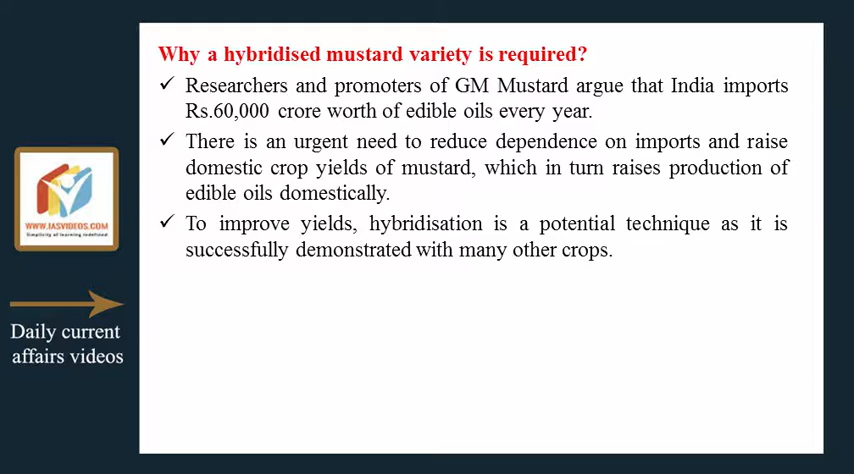 Why a hybridised mustard variety is required?
✓ Researchers and promoters of GM Mustard argue that India imports
Rs.60,000 crore worth of edible oils every year.
✓ There is an urgent need to reduce dependence on imports and raise
domestic crop yields of mustard, which in turn raises production of
edible oils domestically.
✓ To improve yields, hybridisation is a potential technique as it is
successfully demonstrated with many other crops.
WWW.IASVIDEOS.COM
Simplicity of learning redefined
Daily current
affairs videos